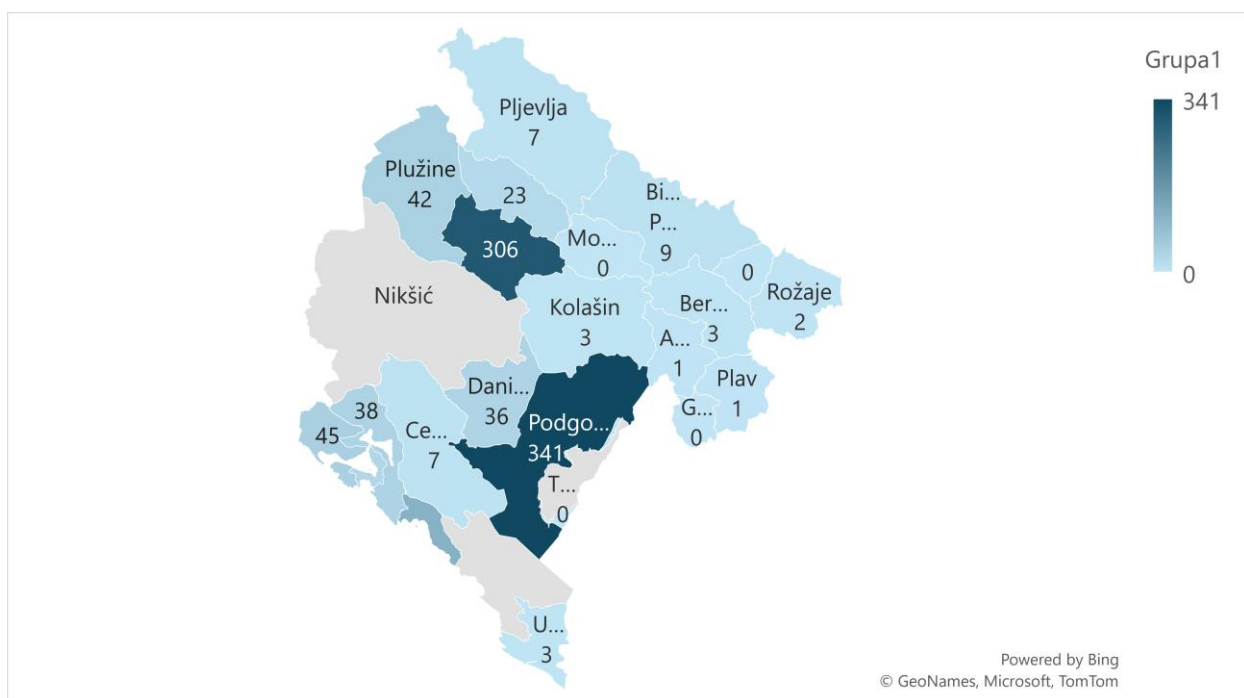 Grupa1
341
0
Pljevlja
7
Plužine
42
23
306
Mo...
0
Bi...
P...
9
0
Rožaje
2
Nikšić
Kolašin
3
Ber...
3
A...
1
Plav
1
G...
0
Dani...
36
Podgo...
341
38
45
Ce...
7
T...
0
U...
3
Powered by Bing
© GeoNames, Microsoft, TomTom